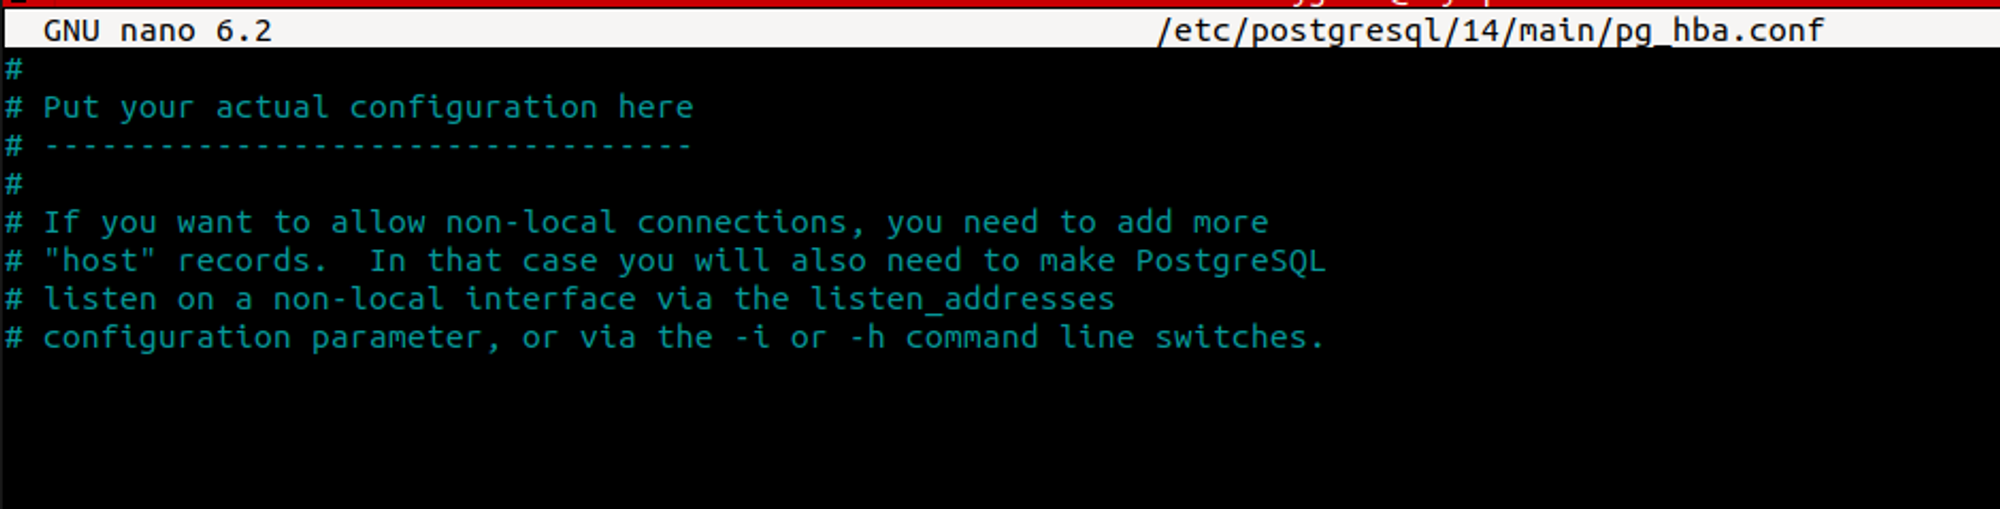 GNU nano 6.2 /etc/postgresql/14/main/pg_hba.conf
#
# Put your actual configuration here
# ----------------------------------
#
# If you want to allow non-local connections, you need to add more
# "host" records.  In that case you will also need to make PostgreSQL
# listen on a non-local interface via the listen_addresses
# configuration parameter, or via the -i or -h command line switches.